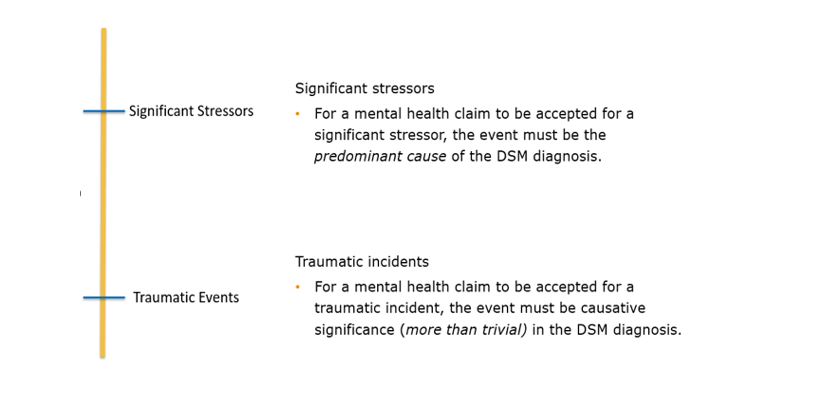 Significant Stressors
Significant stressors
• For a mental health claim to be accepted for a
significant stressor, the event must be the
predominant cause of the DSM diagnosis.
Traumatic Events
Traumatic incidents
• For a mental health claim to be accepted for a
traumatic incident, the event must be causative
significance (more than trivial) in the DSM diagnosis.